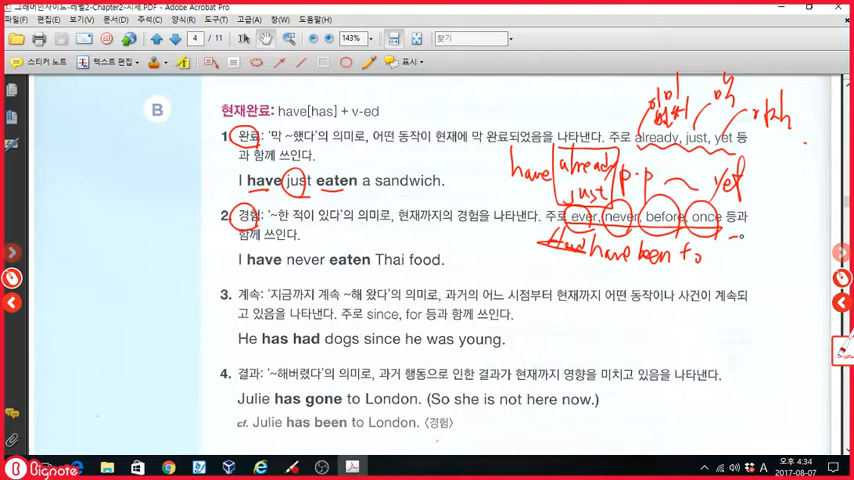 그래머인사이드-레벨2-Chapter2-시제.PDF - Adobe Acrobat Pro
파일(F) 편집(E) 보기(V) 문서(D) 주석(C) 양식(R) 도구(T) 고급(A) 창(W) 도움말(H)
4 / 11 143% 찾기
스티커 노트 텍스트 편집 표시
B
현재완료: have[has] + v-ed
1 완료: ‘막 ~했다’의 의미로, 어떤 동작이 현재에 막 완료되었음을 나타낸다. 주로 already, just, yet 등
과 함께 쓰인다.
have already just p.p yet
I have just eaten a sandwich.
2. 경험: ‘~한 적이 있다’의 의미로, 현재까지의 경험을 나타낸다. 주로 ever, never, before, once 등과
함께 쓰인다.
have been to
I have never eaten Thai food.
3. 계속: ‘지금까지 계속 ~해 왔다’의 의미로, 과거의 어느 시점부터 현재까지 어떤 동작이나 사건이 계속되
고 있음을 나타낸다. 주로 since, for 등과 함께 쓰인다.
He has had dogs since he was young.
4. 결과: ‘~해버렸다’의 의미로, 과거 행동으로 인한 결과가 현재까지 영향을 미치고 있음을 나타낸다.
Julie has gone to London. (So she is not here now.)
cf. Julie has been to London. 〈경험〉
Bignote
A 오후 4:34
2017-08-07